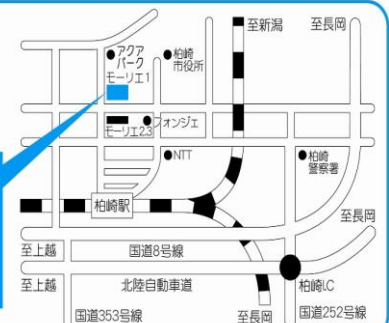 至新潟
至長岡
アクア
パーク
柏崎
市役所
モーリエ1
モーリエ2.3
フォンジェ
NTT
柏崎
警察署
柏崎駅
至長岡
至上越
国道8号線
至上越
北陸自動車道
柏崎I.C
国道353号線
至長岡
国道252号線